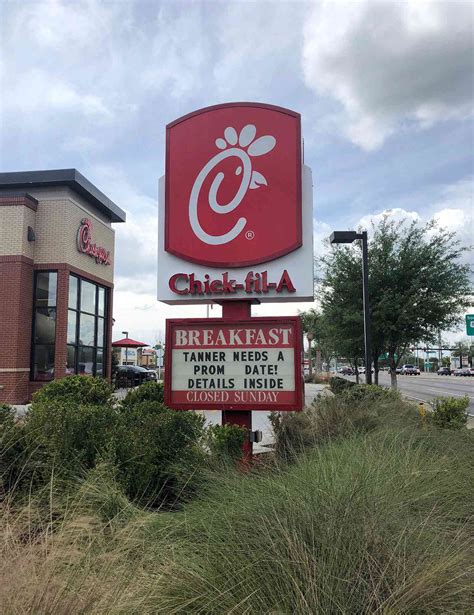 Chick-fil-A
®
Chick-fil-A
BREAKFAST
TANNER NEEDS A
PROM DATE!
DETAILS INSIDE
CLOSED SUNDAY